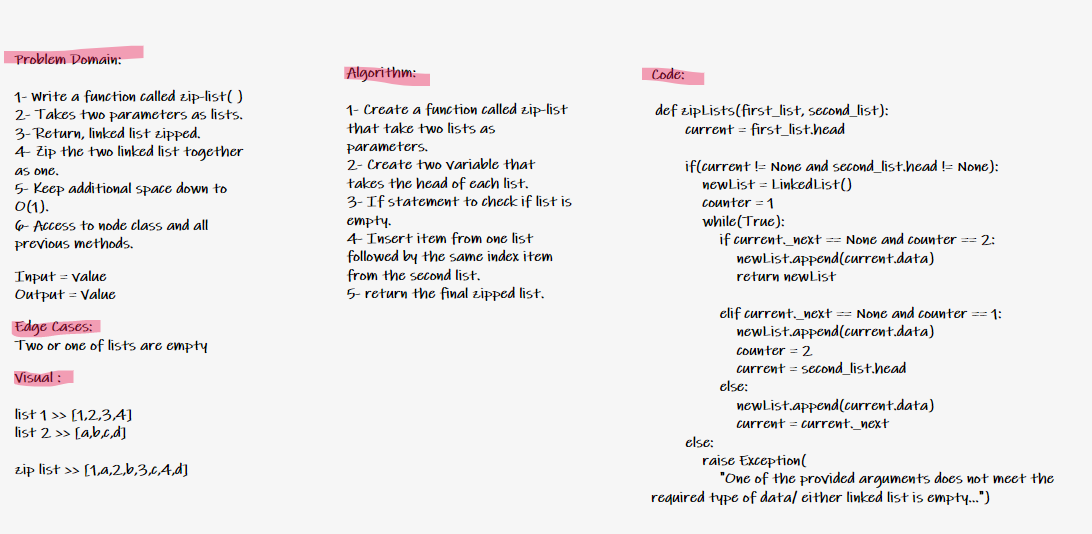 Problem Domain:
1- Write a function called zip-list( )
2- Takes two parameters as lists.
3- Return, linked list zipped.
4- Zip the two linked list together
as one.
5- Keep additional space down to
O(1).
6- Access to node class and all
previous methods.
Input = value
Output = Value
Edge Cases:
Two or one of lists are empty
Visual :
list 1 >> [1,2,3,4]
list 2 >> [a,b,c,d]
zip list >> [1,a,2,b,3,c,4,d]
Algorithm:
1- Create a function called zip-list
that take two lists as
parameters.
2- Create two variable that
takes the head of each list.
3- If statement to check if list is
empty.
4- Insert item from one list
followed by the same index item
from the second list.
5- return the final zipped list.
Code:
def zipLists(first_list, second_list):
current = first_list.head
if(current != None and second_list.head != None):
newList = LinkedList()
counter = 1
while(True):
if current._next == None and counter == 2:
newList.append(current.data)
return newList
elif current._next == None and counter == 1:
newList.append(current.data)
counter = 2
current = second_list.head
else:
newList.append(current.data)
current = current._next
else:
raise Exception(
"One of the provided arguments does not meet the
required type of data/ either linked list is empty...")